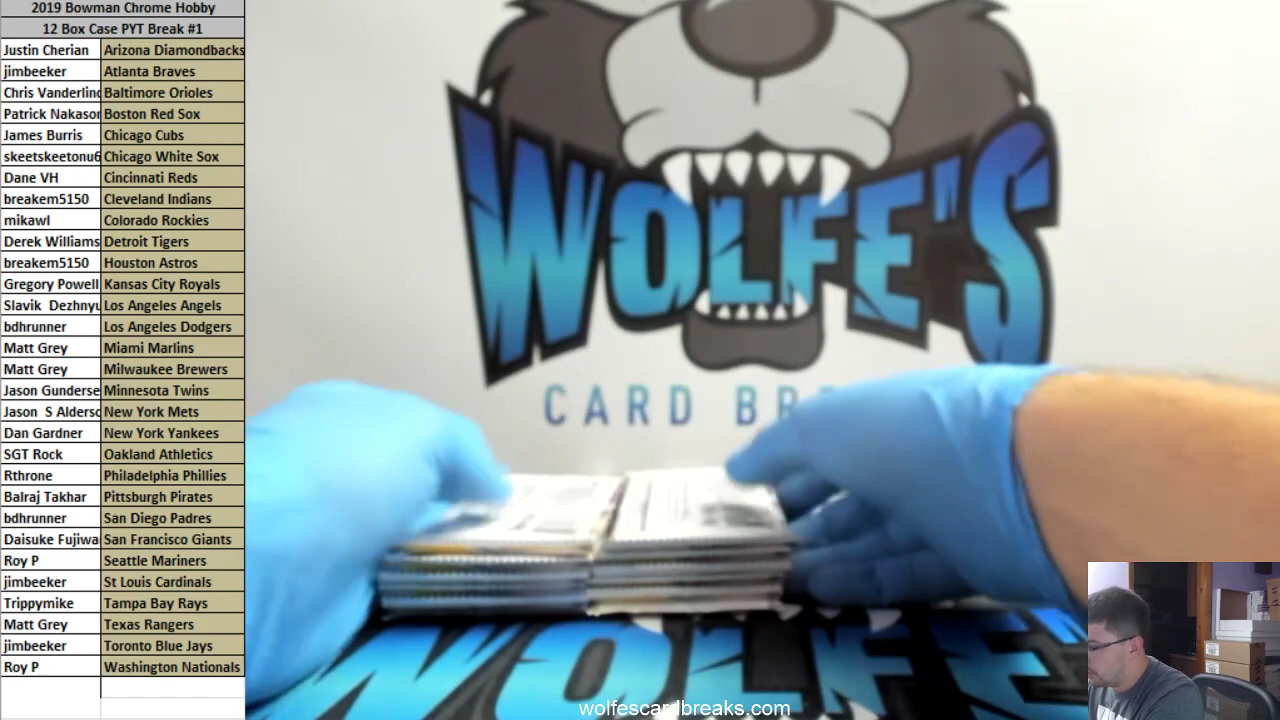 2019 Bowman Chrome Hobby
12 Box Case PYT Break #1
Justin Cherian Arizona Diamondbacks
jimbeeker Atlanta Braves
Chris Vanderlind Baltimore Orioles
Patrick Nakason Boston Red Sox
James Burris Chicago Cubs
skeetskeetonu6 Chicago White Sox
Dane VH Cincinnati Reds
breakem5150 Cleveland Indians
mikawl Colorado Rockies
Derek Williams Detroit Tigers
breakem5150 Houston Astros
Gregory Powell Kansas City Royals
Slavik Dezhnyu Los Angeles Angels
bdhrunner Los Angeles Dodgers
Matt Grey Miami Marlins
Matt Grey Milwaukee Brewers
Jason Gunderse Minnesota Twins
Jason S Alderso New York Mets
Dan Gardner New York Yankees
SGT Rock Oakland Athletics
Rthrone Philadelphia Phillies
Balraj Takhar Pittsburgh Pirates
bdhrunner San Diego Padres
Daisuke Fujiwa San Francisco Giants
Roy P Seattle Mariners
jimbeeker St Louis Cardinals
Trippymike Tampa Bay Rays
Matt Grey Texas Rangers
jimbeeker Toronto Blue Jays
Roy P Washington Nationals
WOLFE'S
CARD BR
WOLFE'
wolfescardbreaks.com